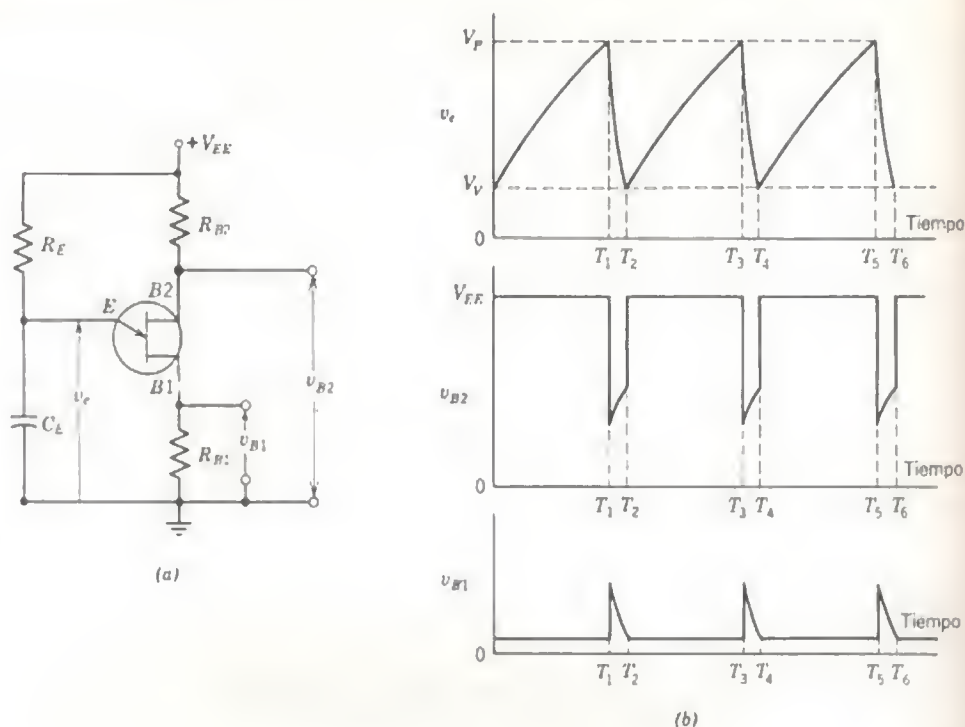 + V_EE
R_E
R_B2
E
B2
B1
v_e
C_E
R_B1
v_B1
v_B2
(a)
V_P
v_e
V_V
0
Tiempo
T_1 T_2 T_3 T_4 T_5 T_6
V_EE
v_B2
0
Tiempo
T_1 T_2 T_3 T_4 T_5 T_6
v_B1
0
Tiempo
T_1 T_2 T_3 T_4 T_5 T_6
(b)